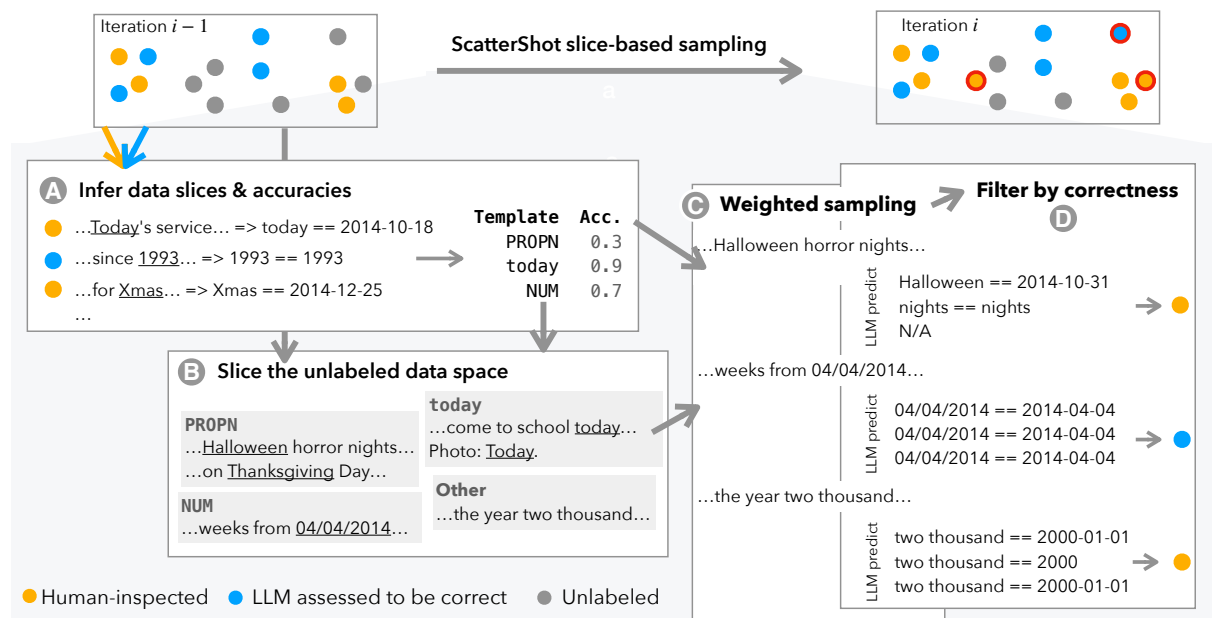 Iteration i − 1
ScatterShot slice-based sampling
Iteration i
a
A Infer data slices & accuracies
...Today's service... => today == 2014-10-18
...since 1993... => 1993 == 1993
...for Xmas... => Xmas == 2014-12-25
...
Template Acc.
PROPN 0.3
today 0.9
NUM 0.7
B Slice the unlabeled data space
PROPN
...Halloween horror nights...
...on Thanksgiving Day...
NUM
...weeks from 04/04/2014...
today
...come to school today...
Photo: Today.
Other
...the year two thousand...
C Weighted sampling
Filter by correctness
D
...Halloween horror nights...
LLM predict
Halloween == 2014-10-31
nights == nights
N/A
...weeks from 04/04/2014...
LLM predict
04/04/2014 == 2014-04-04
04/04/2014 == 2014-04-04
04/04/2014 == 2014-04-04
...the year two thousand...
LLM predict
two thousand == 2000-01-01
two thousand == 2000
two thousand == 2000-01-01
Human-inspected LLM assessed to be correct Unlabeled